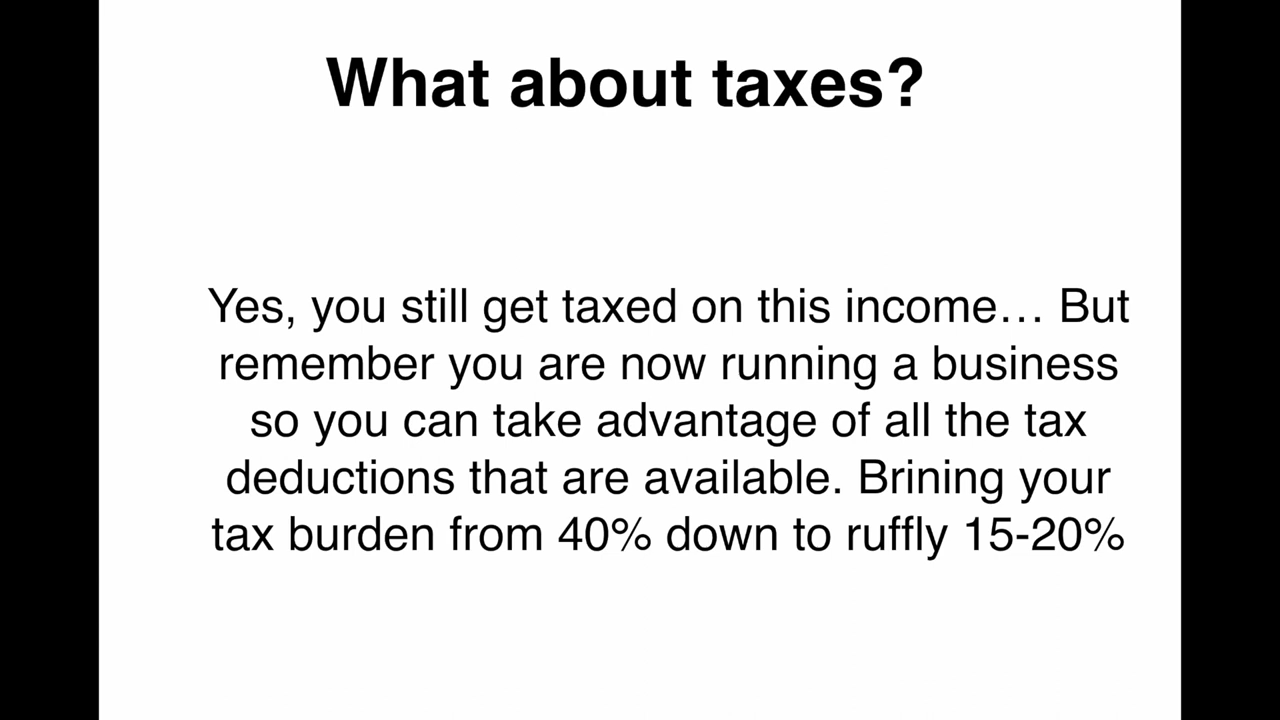 What about taxes?
Yes, you still get taxed on this income… But
remember you are now running a business
so you can take advantage of all the tax
deductions that are available. Brining your
tax burden from 40% down to ruffly 15-20%